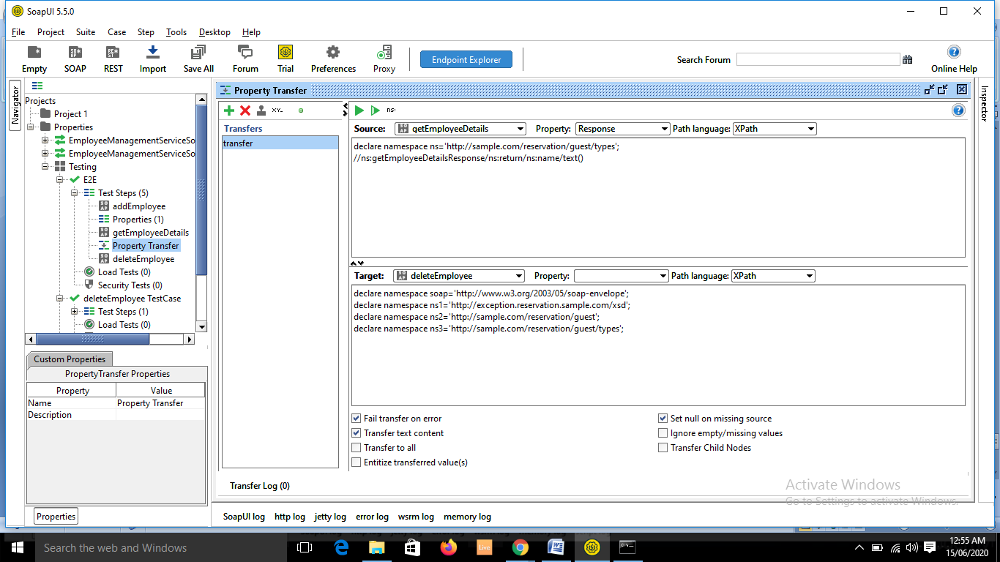 SoapUI 5.5.0
File Project Suite Case Step Tools Desktop Help
Empty SOAP REST Import Save All Forum Trial Preferences Proxy
Endpoint Explorer
Search Forum
Online Help
Navigator
Projects
Project 1
Properties
EmployeeManagementServiceSo
EmployeeManagementServiceSo
Testing
E2E
Test Steps (5)
addEmployee
Properties (1)
getEmployeeDetails
Property Transfer
deleteEmployee
Load Tests (0)
Security Tests (0)
deleteEmployee TestCase
Test Steps (1)
Load Tests (0)
Custom Properties
PropertyTransfer Properties
Property Value
Name Property Transfer
Description
Properties
Property Transfer
Transfers
transfer
ns:
Source: getEmployeeDetails Property: Response Path language: XPath
declare namespace ns='http://sample.com/reservation/guest/types';
//ns:getEmployeeDetailsResponse/ns:return/ns:name/text()
Target: deleteEmployee Property: Path language: XPath
declare namespace soap='http://www.w3.org/2003/05/soap-envelope';
declare namespace ns1='http://exception.reservation.sample.com/xsd';
declare namespace ns2='http://sample.com/reservation/guest';
declare namespace ns3='http://sample.com/reservation/guest/types';
Fail transfer on error Set null on missing source
Transfer text content Ignore empty/missing values
Transfer to all Transfer Child Nodes
Entitize transferred value(s)
Transfer Log (0)
Inspector
Activate Windows
Go to Settings to activate Windows.
SoapUI log http log jetty log error log wsrm log memory log
Search the web and Windows
Live
12:55 AM
15/06/2020